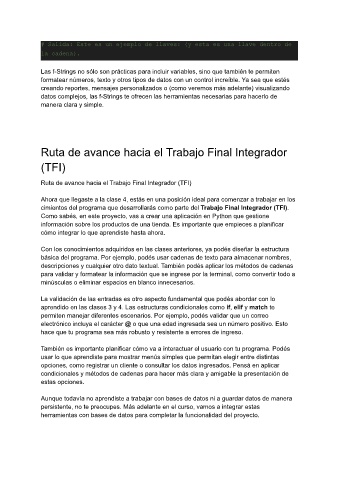 # Salida: Este es un ejemplo de llaves: {y esta es una llave dentro de
la cadena}.
Las f-Strings no sólo son prácticas para incluir variables, sino que también te permiten
formatear números, texto y otros tipos de datos con un control increíble. Ya sea que estés
creando reportes, mensajes personalizados o (como veremos más adelante) visualizando
datos complejos, las f-Strings te ofrecen las herramientas necesarias para hacerlo de
manera clara y simple.
Ruta de avance hacia el Trabajo Final Integrador
(TFI)
Ruta de avance hacia el Trabajo Final Integrador (TFI)
Ahora que llegaste a la clase 4, estás en una posición ideal para comenzar a trabajar en los
cimientos del programa que desarrollarás como parte del Trabajo Final Integrador (TFI).
Como sabés, en este proyecto, vas a crear una aplicación en Python que gestione
información sobre los productos de una tienda. Es importante que empieces a planificar
cómo integrar lo que aprendiste hasta ahora.
Con los conocimientos adquiridos en las clases anteriores, ya podés diseñar la estructura
básica del programa. Por ejemplo, podés usar cadenas de texto para almacenar nombres,
descripciones y cualquier otro dato textual. También podés aplicar los métodos de cadenas
para validar y formatear la información que se ingrese por la terminal, como convertir todo a
minúsculas o eliminar espacios en blanco innecesarios.
La validación de las entradas es otro aspecto fundamental que podés abordar con lo
aprendido en las clases 3 y 4. Las estructuras condicionales como if, elif y match te
permiten manejar diferentes escenarios. Por ejemplo, podés validar que un correo
electrónico incluya el carácter @ o que una edad ingresada sea un número positivo. Esto
hace que tu programa sea más robusto y resistente a errores de ingreso.
También es importante planificar cómo va a interactuar el usuario con tu programa. Podés
usar lo que aprendiste para mostrar menús simples que permitan elegir entre distintas
opciones, como registrar un cliente o consultar los datos ingresados. Pensá en aplicar
condicionales y métodos de cadenas para hacer más clara y amigable la presentación de
estas opciones.
Aunque todavía no aprendiste a trabajar con bases de datos ni a guardar datos de manera
persistente, no te preocupes. Más adelante en el curso, vamos a integrar estas
herramientas con bases de datos para completar la funcionalidad del proyecto.